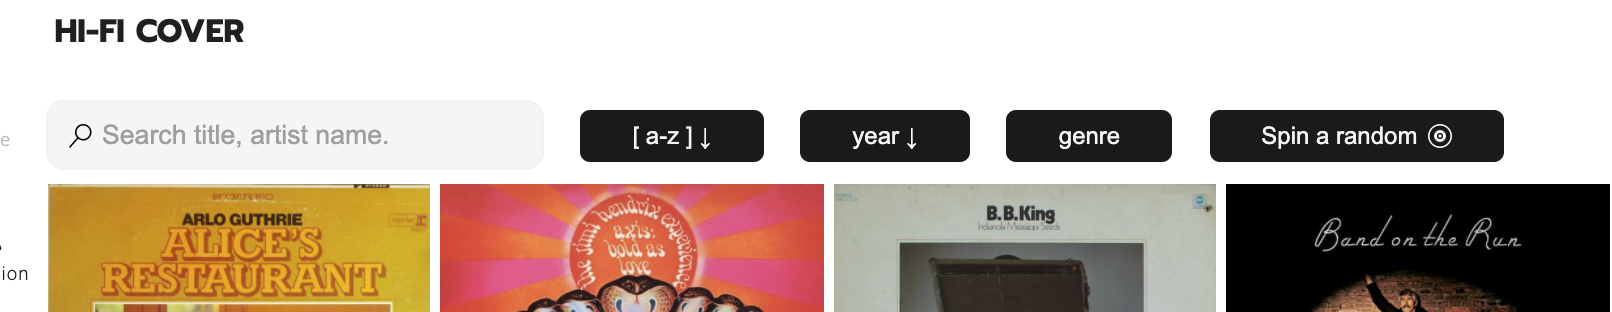 HI-FI COVER
e
Search title, artist name.
[ a-z ] ↓
year ↓
genre
Spin a random
ion
ARLO GUTHRIE
ALICE'S
RESTAURANT
the jimi hendrix experience
axis:
bold as
love
B.B.King
Indianola Mississippi Seeds
Band on the Run